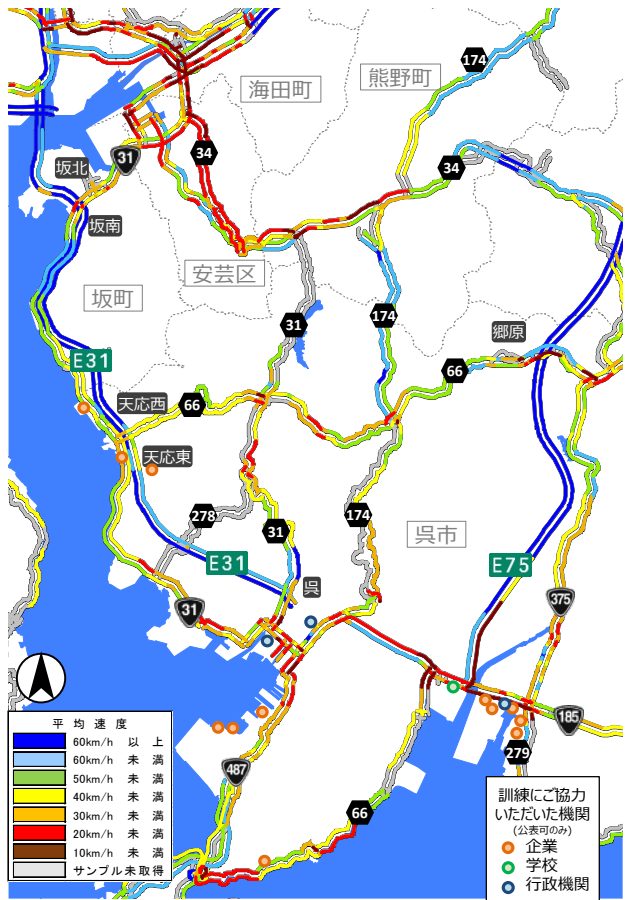 174
熊野町
海田町
34
31
坂北
34
坂南
安芸区
坂町
31
174
郷原
E31
66
天応西
66
天応東
278
31
174
呉市
E31
E75
呉
31
375
185
279
487
66
平均速度
60km/h 以上
60km/h 未満
50km/h 未満
40km/h 未満
30km/h 未満
20km/h 未満
10km/h 未満
サンプル未取得
訓練にご協力
いただいた機関
(公表可のみ)
企業
学校
行政機関